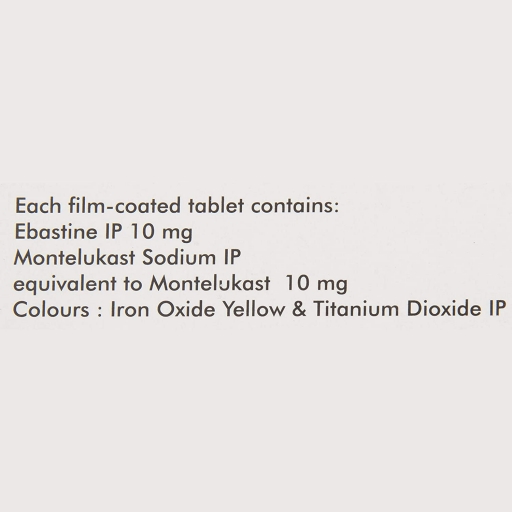 Each film-coated tablet contains:
Ebastine IP 10 mg
Montelukast Sodium IP
equivalent to Montelukast 10 mg
Colours : Iron Oxide Yellow & Titanium Dioxide IP